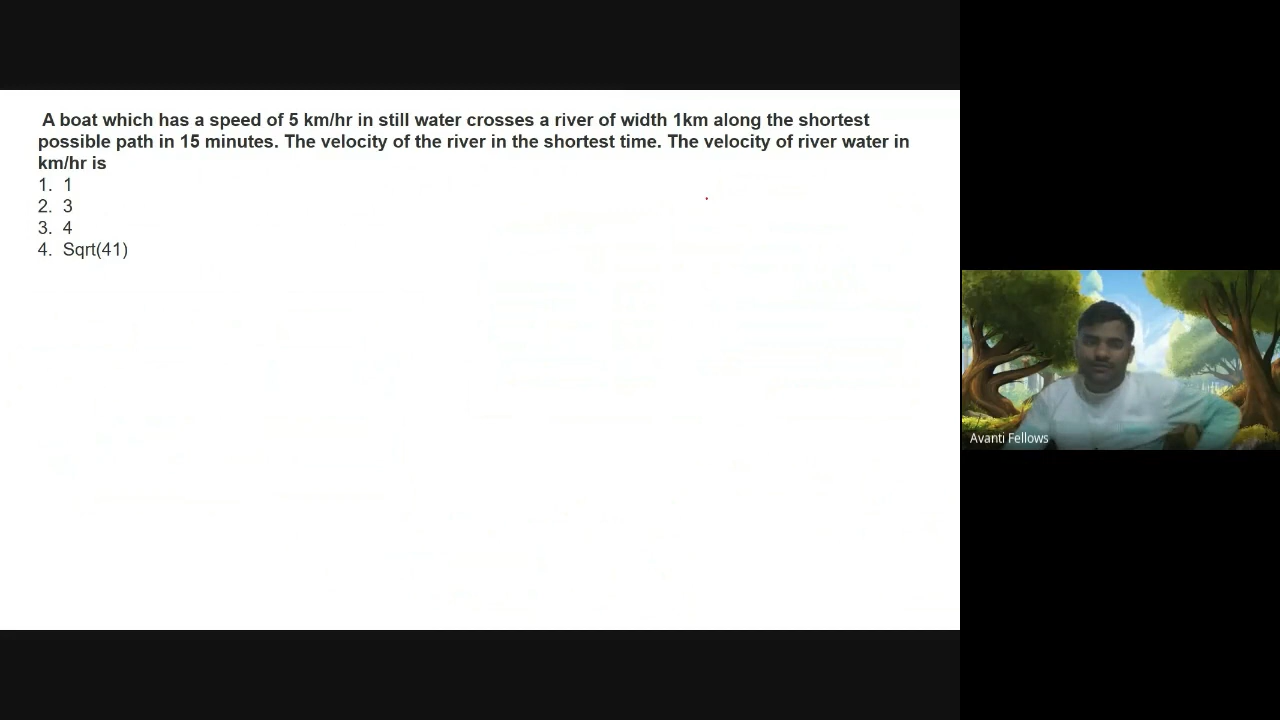 A boat which has a speed of 5 km/hr in still water crosses a river of width 1km along the shortest
possible path in 15 minutes. The velocity of the river in the shortest time. The velocity of river water in
km/hr is
1. 1
2. 3
3. 4
4. Sqrt(41)
Avanti Fellows